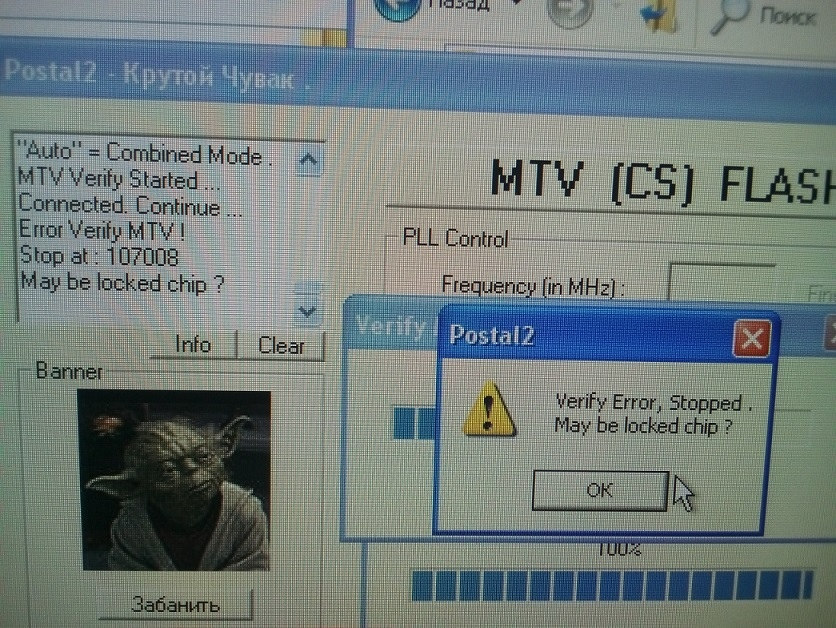 Назад
Поиск
Postal2 - Крутой Чувак .
"Auto" = Combined Mode .
MTV Verify Started ...
Connected. Continue ...
Error Verify MTV !
Stop at : 107008
May be locked chip ?
Info
Clear
Banner
Забанить
MTV (CS) FLASH
PLL Control
Frequency (in MHz) :
Verify
Postal2
Verify Error, Stopped .
May be locked chip ?
OK
100%